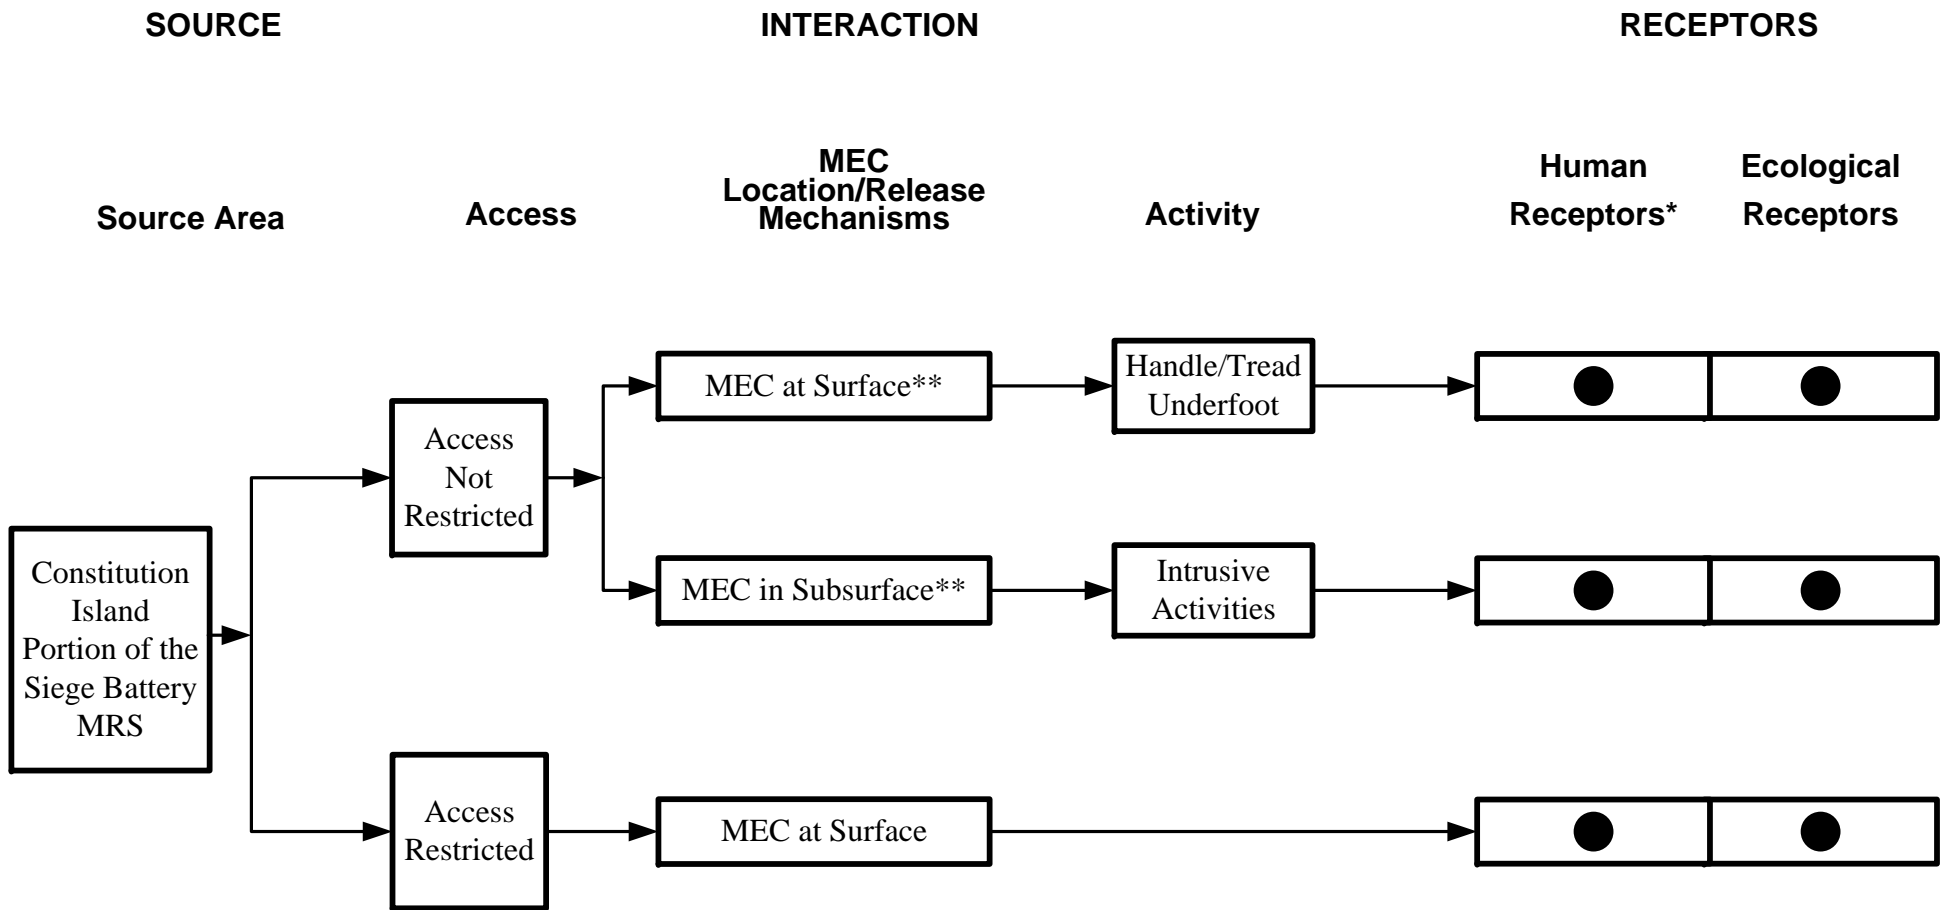 SOURCE
INTERACTION
RECEPTORS
Source Area
Access
MEC
Location/Release
Mechanisms
Activity
Human
Receptors*
Ecological
Receptors
Constitution
Island
Portion of the
Siege Battery
MRS
Access
Not
Restricted
MEC at Surface**
Handle/Tread
Underfoot
MEC in Subsurface**
Intrusive
Activities
Access
Restricted
MEC at Surface